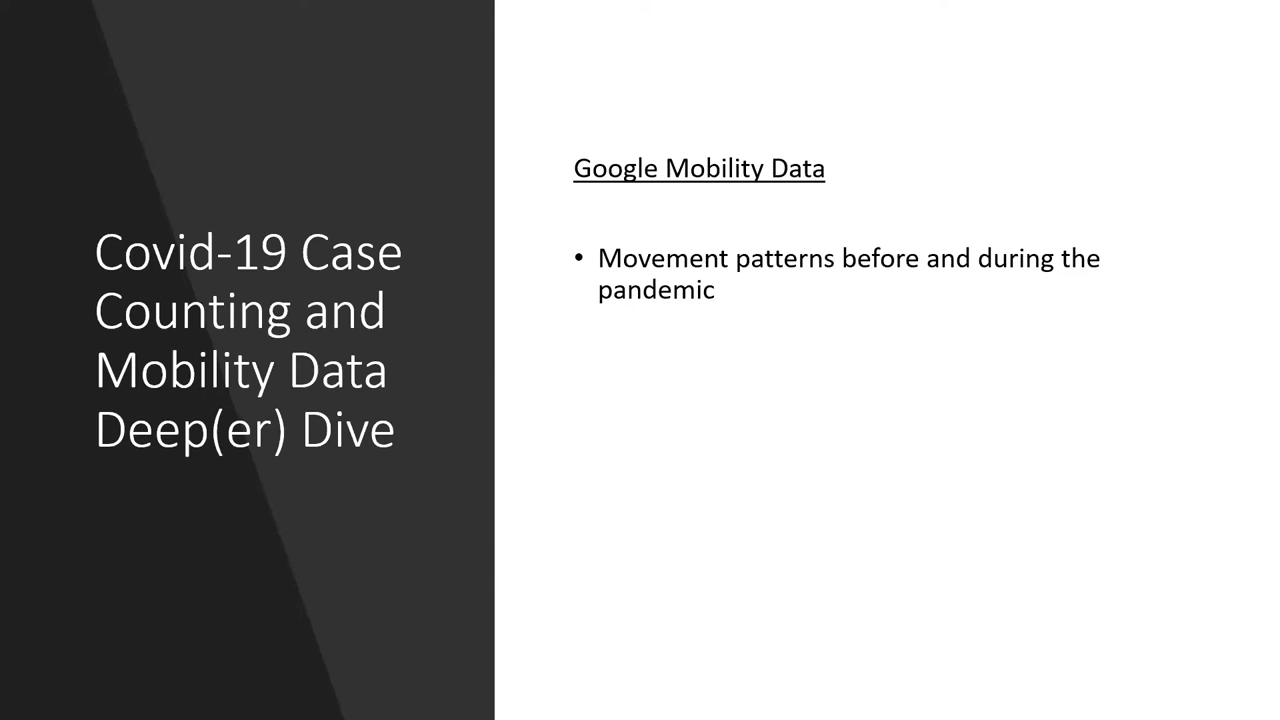 Covid-19 Case
Counting and
Mobility Data
Deep(er) Dive
Google Mobility Data
• Movement patterns before and during the
pandemic